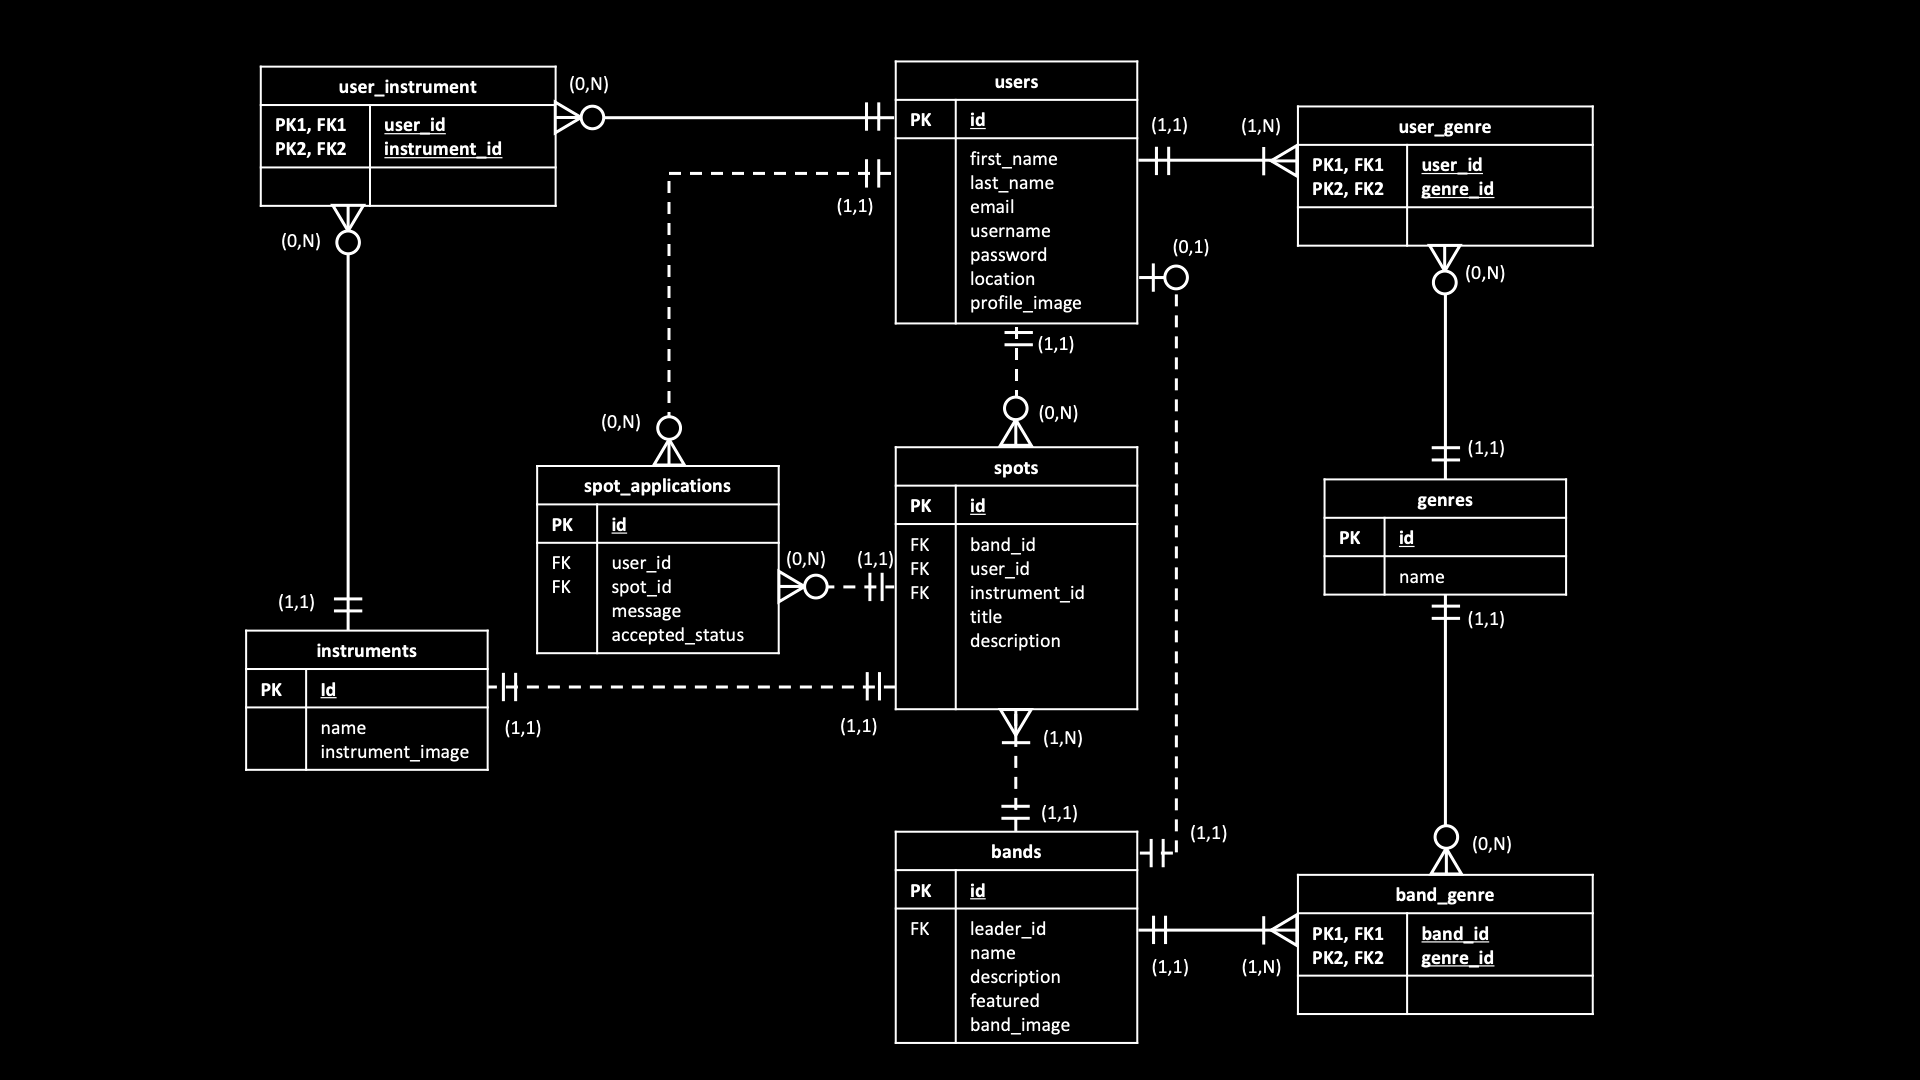 user_instrument
PK1, FK1 user_id
PK2, FK2 instrument_id
(0,N)
(0,N)
users
PK id
first_name
last_name
email
username
password
location
profile_image
(1,1)
(1,1)
(1,N)
user_genre
PK1, FK1 user_id
PK2, FK2 genre_id
(0,1)
(0,N)
(1,1)
(0,N)
(0,N)
spot_applications
PK id
FK user_id
FK spot_id
message
accepted_status
(0,N)
(1,1)
spots
PK id
FK band_id
FK user_id
FK instrument_id
title
description
(1,1)
genres
PK id
name
(1,1)
(1,1)
instruments
PK Id
name
instrument_image
(1,1)
(1,1)
(1,N)
(1,1)
(1,1)
bands
PK id
FK leader_id
name
description
featured
band_image
(1,1)
(1,N)
(0,N)
band_genre
PK1, FK1 band_id
PK2, FK2 genre_id